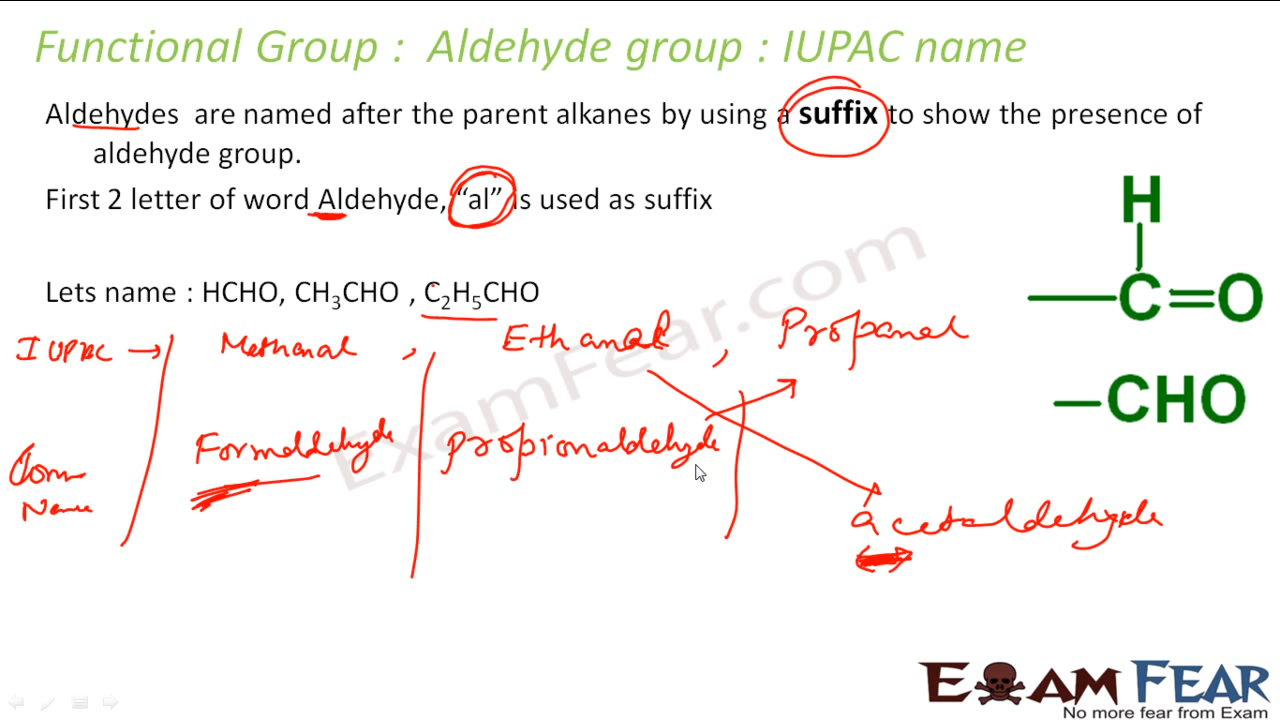 Functional Group : Aldehyde group : IUPAC name
Aldehydes are named after the parent alkanes by using a suffix to show the presence of
aldehyde group.
First 2 letter of word Aldehyde, “al” is used as suffix
H
C=O
Lets name : HCHO, CH₃CHO , C₂H₅CHO
IUPAC → Methanal , Ethanal , Propanal
—CHO
Formaldehyde propionaldehyde
Comm
Name
acetaldehyde
ExamFear.com
EXAM FEAR
No more fear from Exam